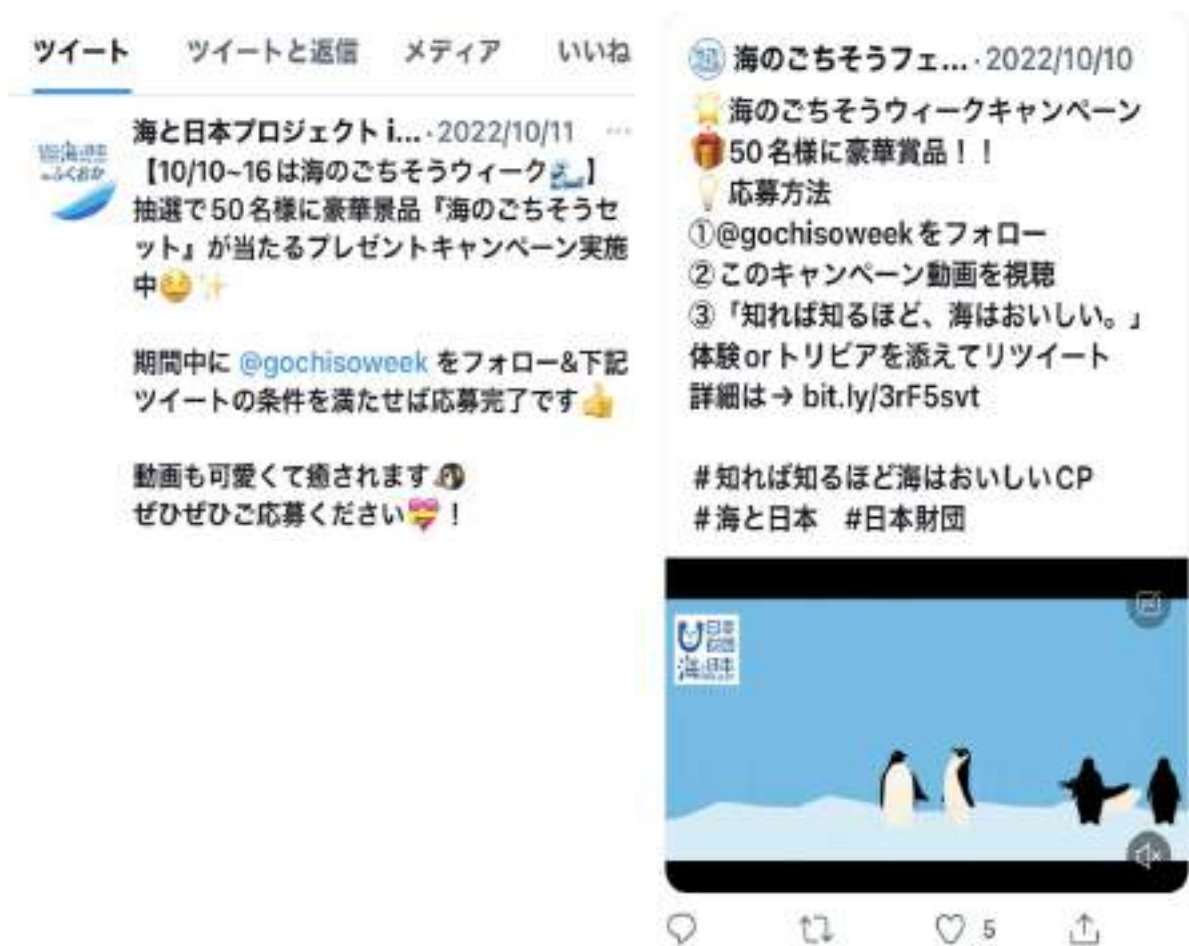 ツイート ツイートと返信 メディア いいね
海と日本プロジェクト i... · 2022/10/11 ...
【10/10~16は海のごちそうウィーク🌊】
抽選で50名様に豪華景品『海のごちそうセ
ット』が当たるプレゼントキャンペーン実施
中😋✨
期間中に @gochisoweek をフォロー&下記
ツイートの条件を満たせば応募完了です👍
動画も可愛くて癒されます🐧
ぜひぜひご応募ください💝!
海のごちそうフェ... · 2022/10/10
海のごちそうウィークキャンペーン
🎁50名様に豪華賞品!!
💡応募方法
①@gochisoweekをフォロー
②このキャンペーン動画を視聴
③「知れば知るほど、海はおいしい。」
体験orトリビアを添えてリツイート
詳細は→ bit.ly/3rF5svt
#知れば知るほど海はおいしいCP
#海と日本 #日本財団
日本
財団
海と日本
5